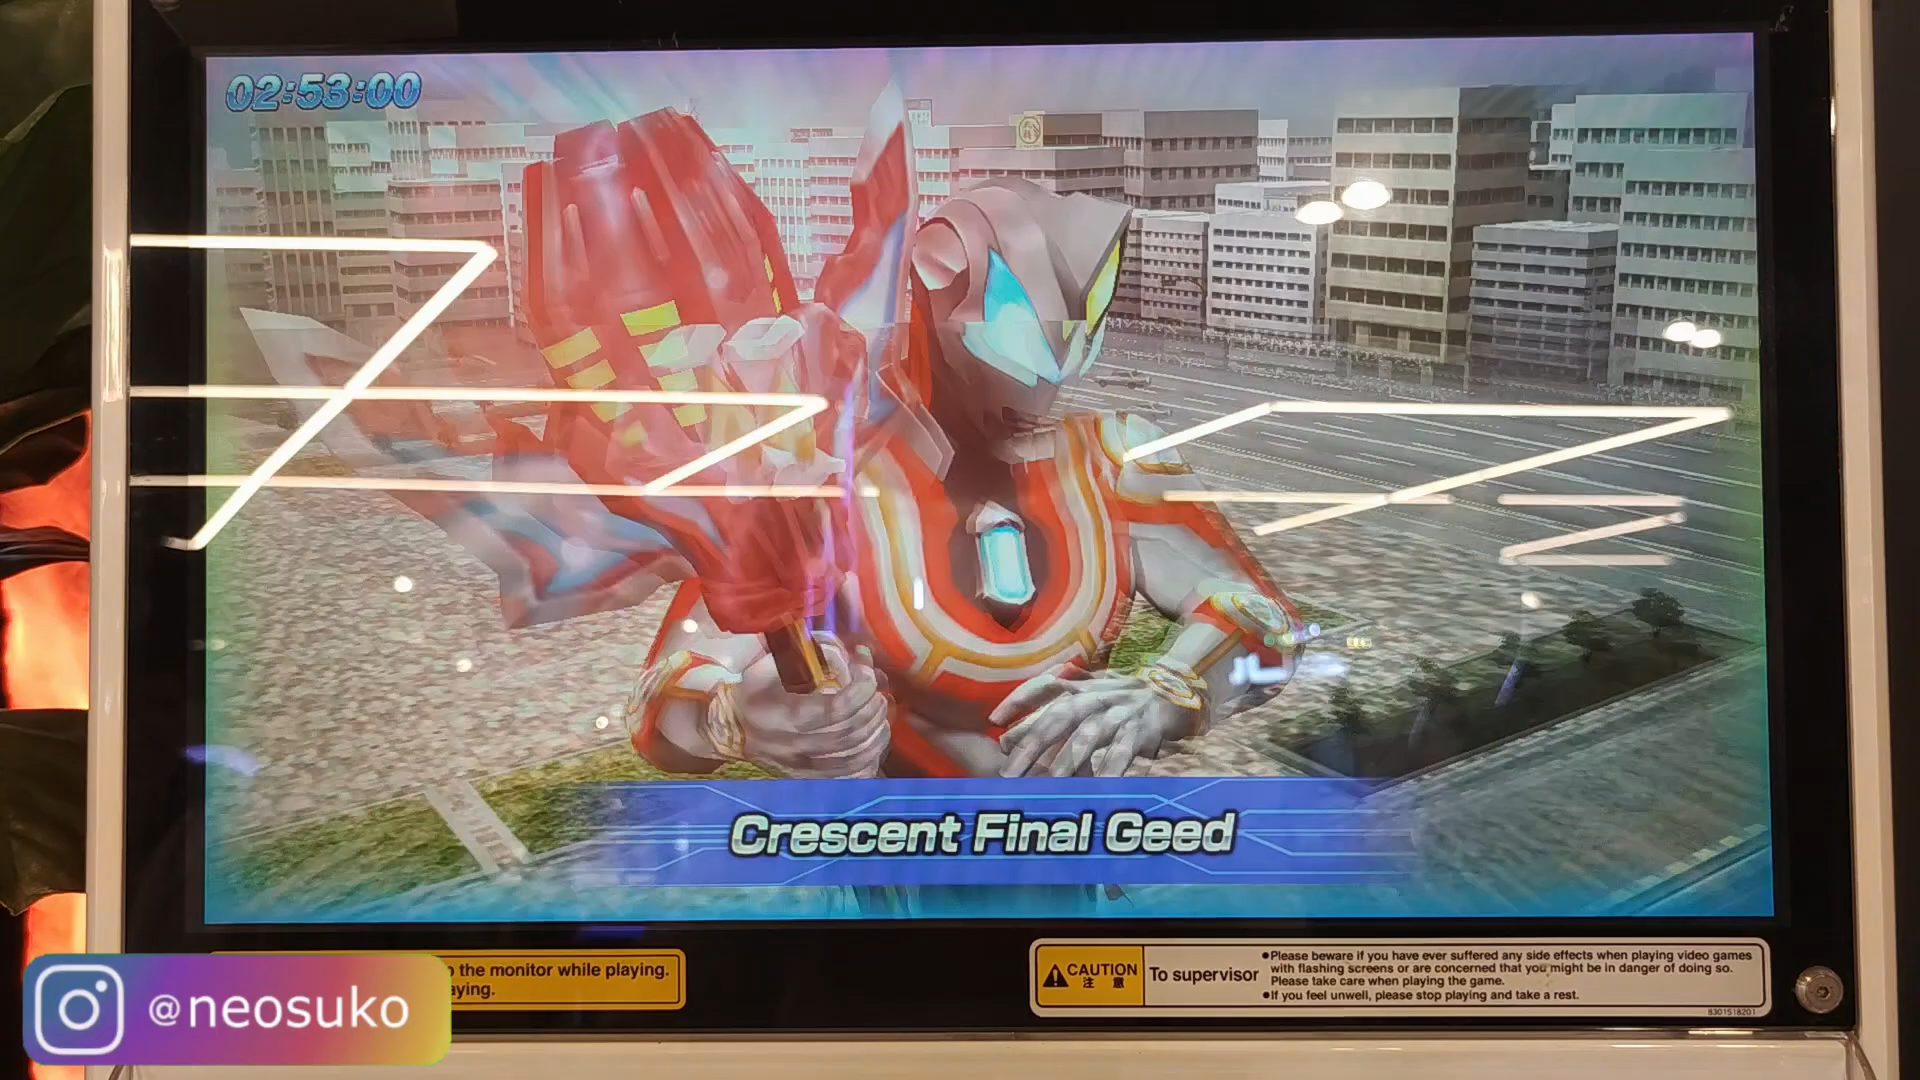 02:53:00
Crescent Final Geed
the monitor while playing.
CAUTION
注 意
To supervisor
●Please beware if you have ever suffered any side effects when playing video games
with flashing screens or are concerned that you might be in danger of doing so.
Please take care when playing the game.
●If you feel unwell, please stop playing and take a rest.
8301518201
@neosuko